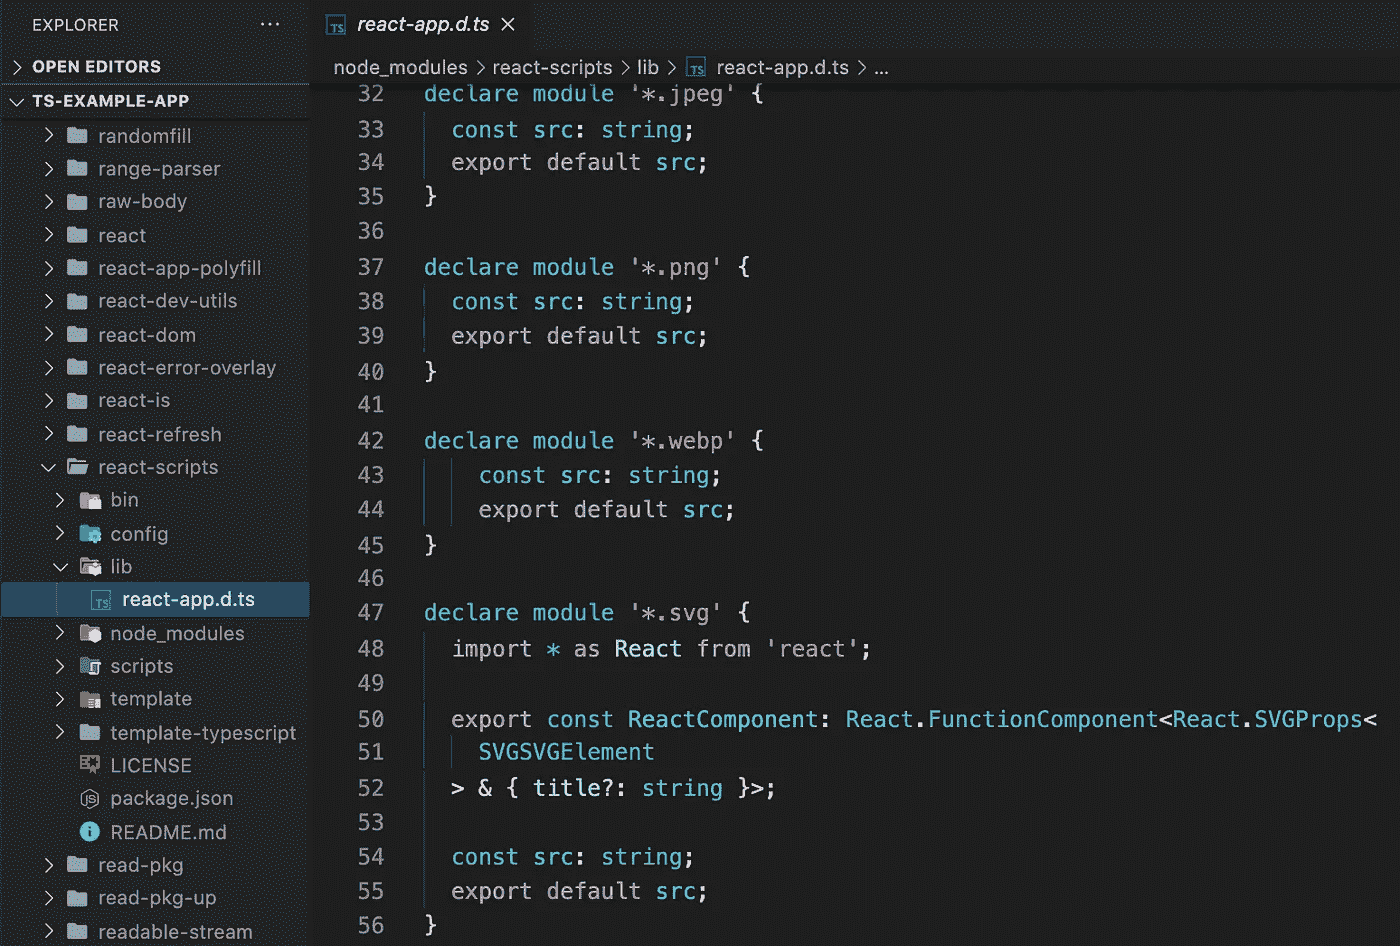 EXPLORER ...
OPEN EDITORS
TS-EXAMPLE-APP
randomfill
range-parser
raw-body
react
react-app-polyfill
react-dev-utils
react-dom
react-error-overlay
react-is
react-refresh
react-scripts
bin
config
lib
TS react-app.d.ts
node_modules
scripts
template
template-typescript
LICENSE
JS package.json
i README.md
read-pkg
read-pkg-up
readable-stream
TS react-app.d.ts ×
node_modules > react-scripts > lib > TS react-app.d.ts > ...
32 declare module '*.jpeg' {
33 const src: string;
34 export default src;
35 }
36
37 declare module '*.png' {
38 const src: string;
39 export default src;
40 }
41
42 declare module '*.webp' {
43 const src: string;
44 export default src;
45 }
46
47 declare module '*.svg' {
48 import * as React from 'react';
49
50 export const ReactComponent: React.FunctionComponent<React.SVGProps<
51 SVGSVGElement
52 > & { title?: string }>;
53
54 const src: string;
55 export default src;
56 }